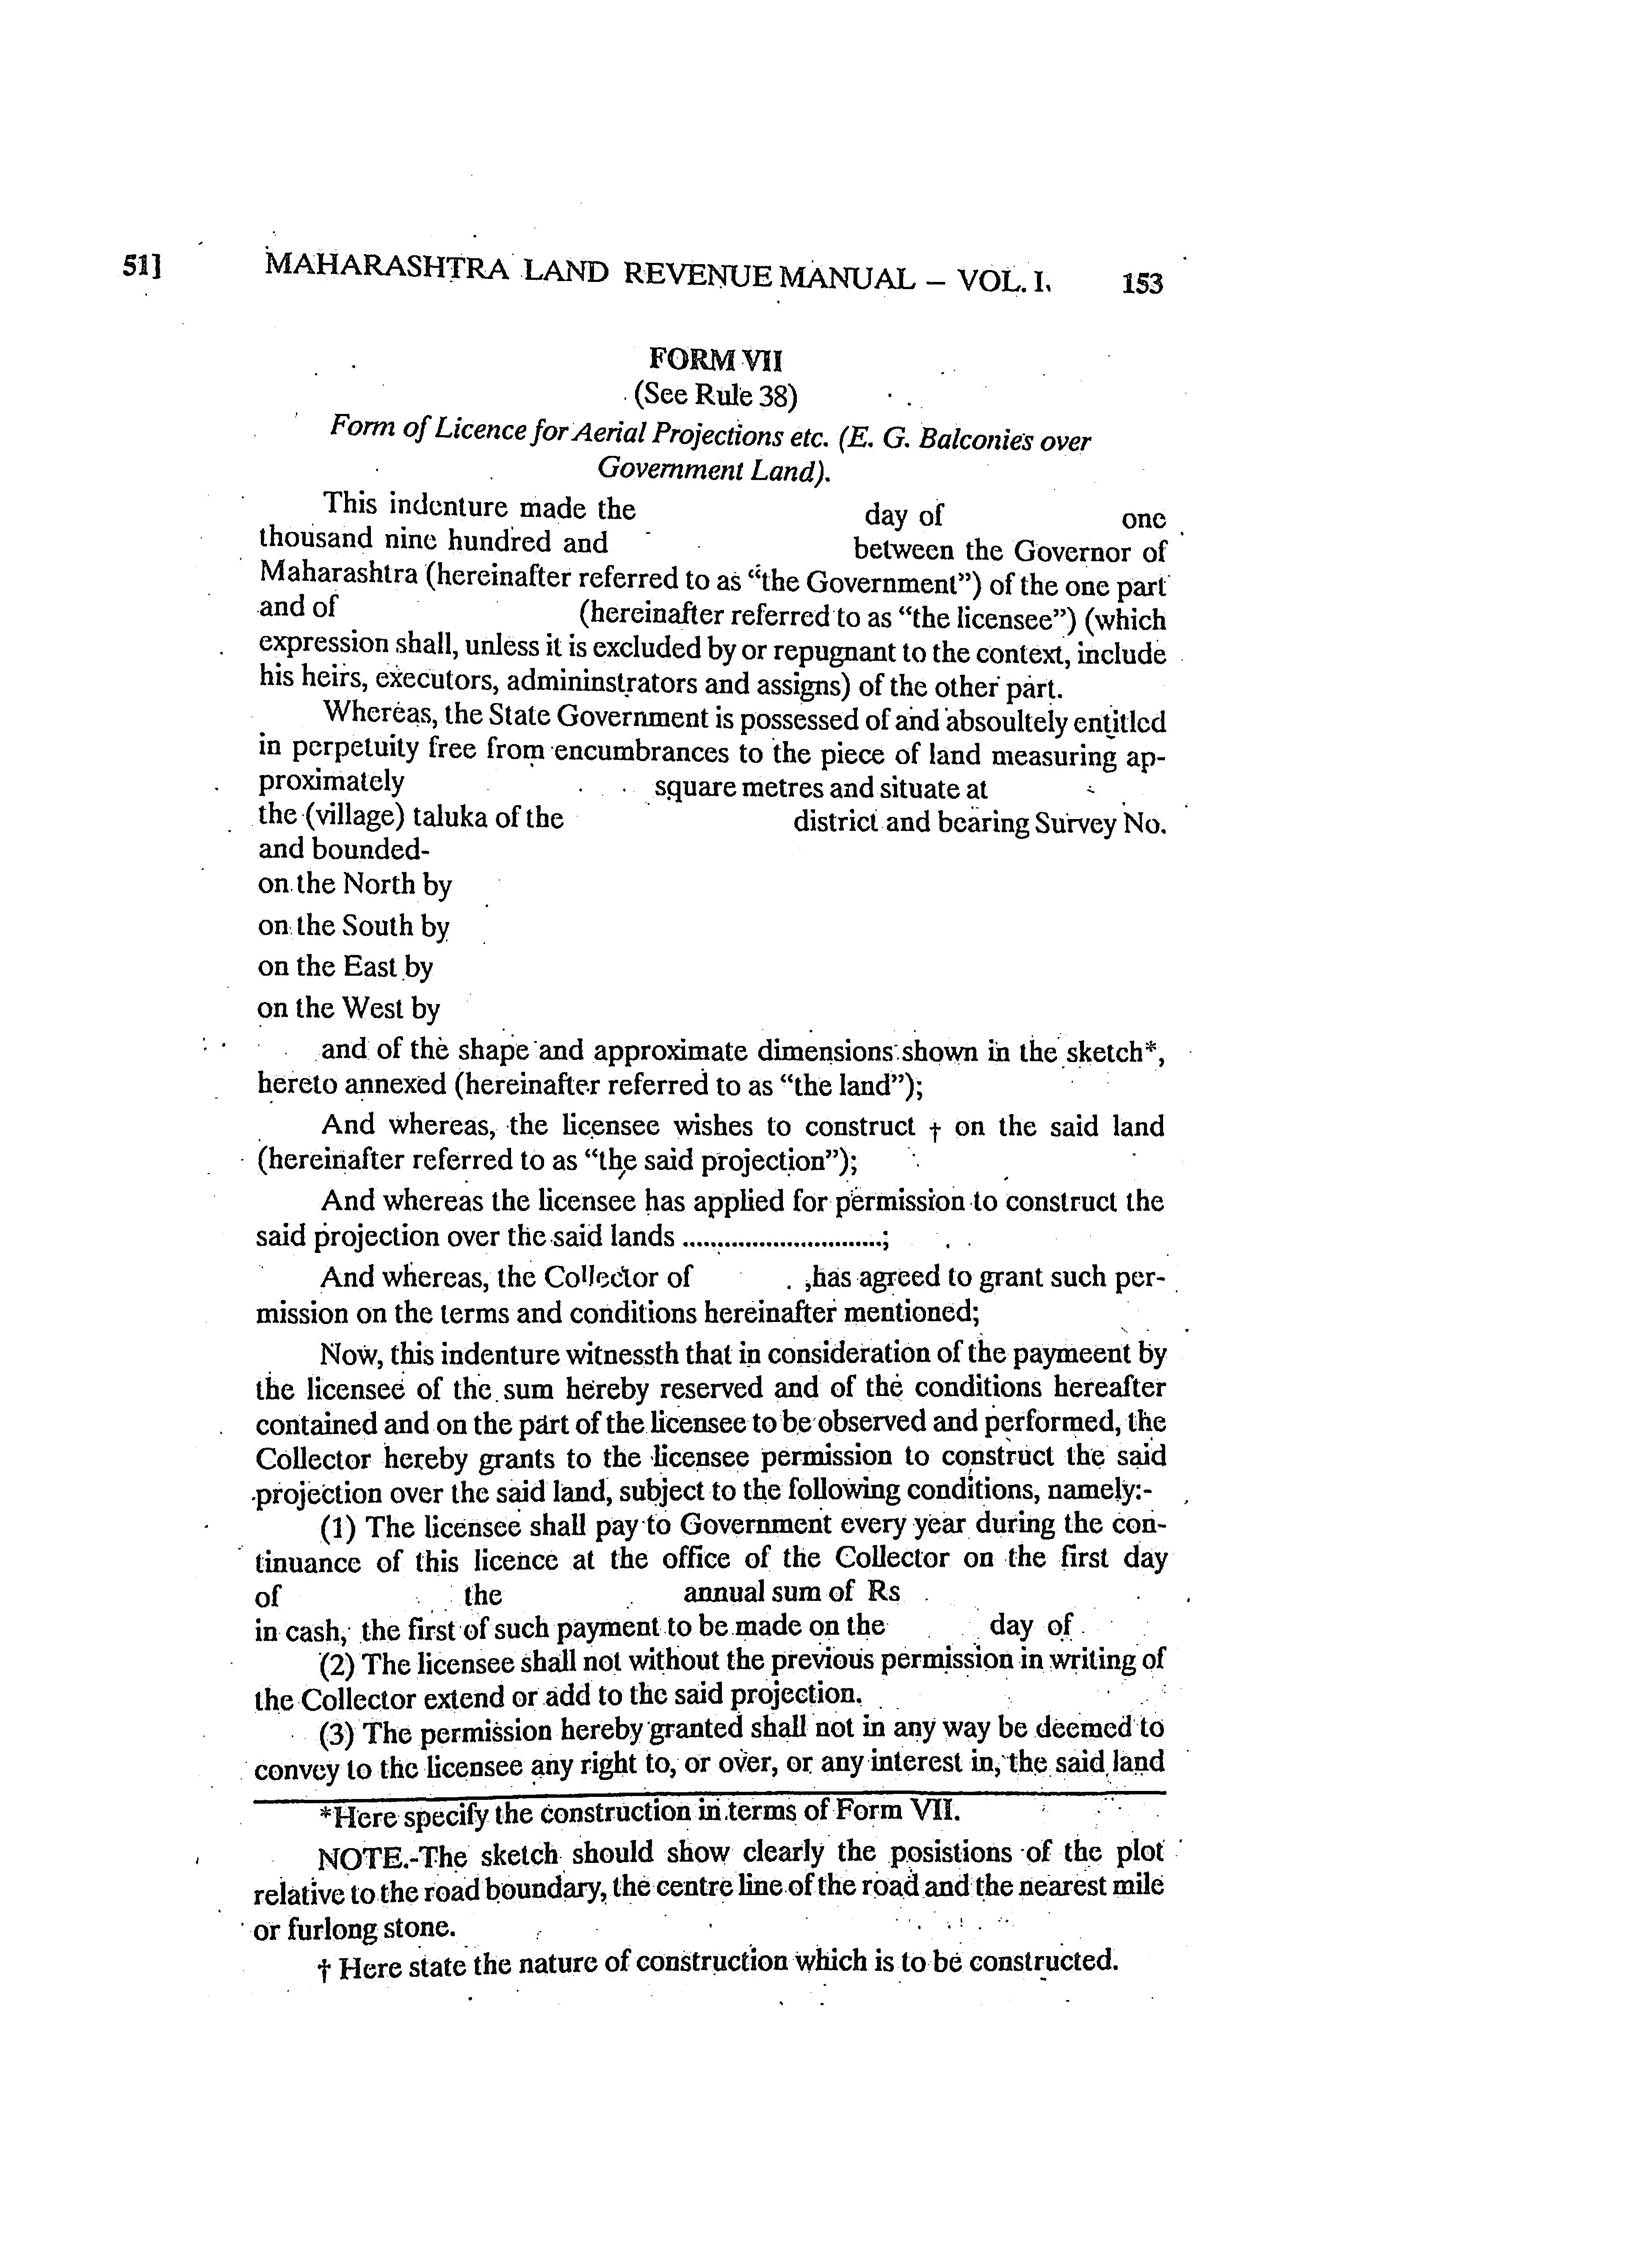 51] MAHARASHTRA LAND REVENUE MANUAL – VOL. I. 153
FORM VII
(See Rule 38)
Form of Licence for Aerial Projections etc. (E. G. Balconies over
Government Land).
This indenture made the day of one
thousand nine hundred and between the Governor of
Maharashtra (hereinafter referred to as “the Government”) of the one part
and of (hereinafter referred to as “the licensee”) (which
expression shall, unless it is excluded by or repugnant to the context, include
his heirs, executors, admininstrators and assigns) of the other part.
Whereas, the State Government is possessed of and absoultely entitled
in perpetuity free from encumbrances to the piece of land measuring ap-
proximately square metres and situate at
the (village) taluka of the district and bearing Survey No.
and bounded-
on the North by
on the South by
on the East by
on the West by
and of the shape and approximate dimensions shown in the sketch*,
hereto annexed (hereinafter referred to as “the land”);
And whereas, the licensee wishes to construct † on the said land
(hereinafter referred to as “the said projection”);
And whereas the licensee has applied for permission to construct the
said projection over the said lands ..............................;
And whereas, the Collector of ,has agreed to grant such per-
mission on the terms and conditions hereinafter mentioned;
Now, this indenture witnessth that in consideration of the paymeent by
the licensee of the sum hereby reserved and of the conditions hereafter
contained and on the part of the licensee to be observed and performed, the
Collector hereby grants to the licensee permission to construct the said
projection over the said land, subject to the following conditions, namely:-
(1) The licensee shall pay to Government every year during the con-
tinuance of this licence at the office of the Collector on the first day
of the annual sum of Rs
in cash, the first of such payment to be made on the day of
(2) The licensee shall not without the previous permission in writing of
the Collector extend or add to the said projection.
(3) The permission hereby granted shall not in any way be deemed to
convey to the licensee any right to, or over, or any interest in, the said land
*Here specify the construction in terms of Form VII.
NOTE.-The sketch should show clearly the posistions of the plot
relative to the road boundary, the centre line of the road and the nearest mile
or furlong stone.
† Here state the nature of construction which is to be constructed.